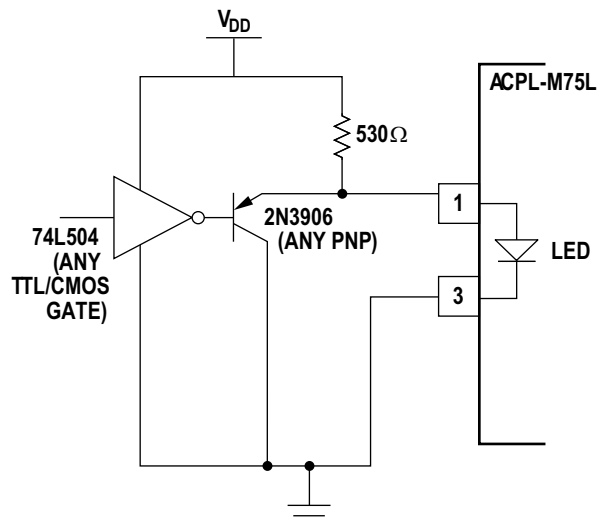 VDD
ACPL-M75L
530Ω
1
2N3906
(ANY PNP)
74L504
(ANY
TTL/CMOS
GATE)
LED
3